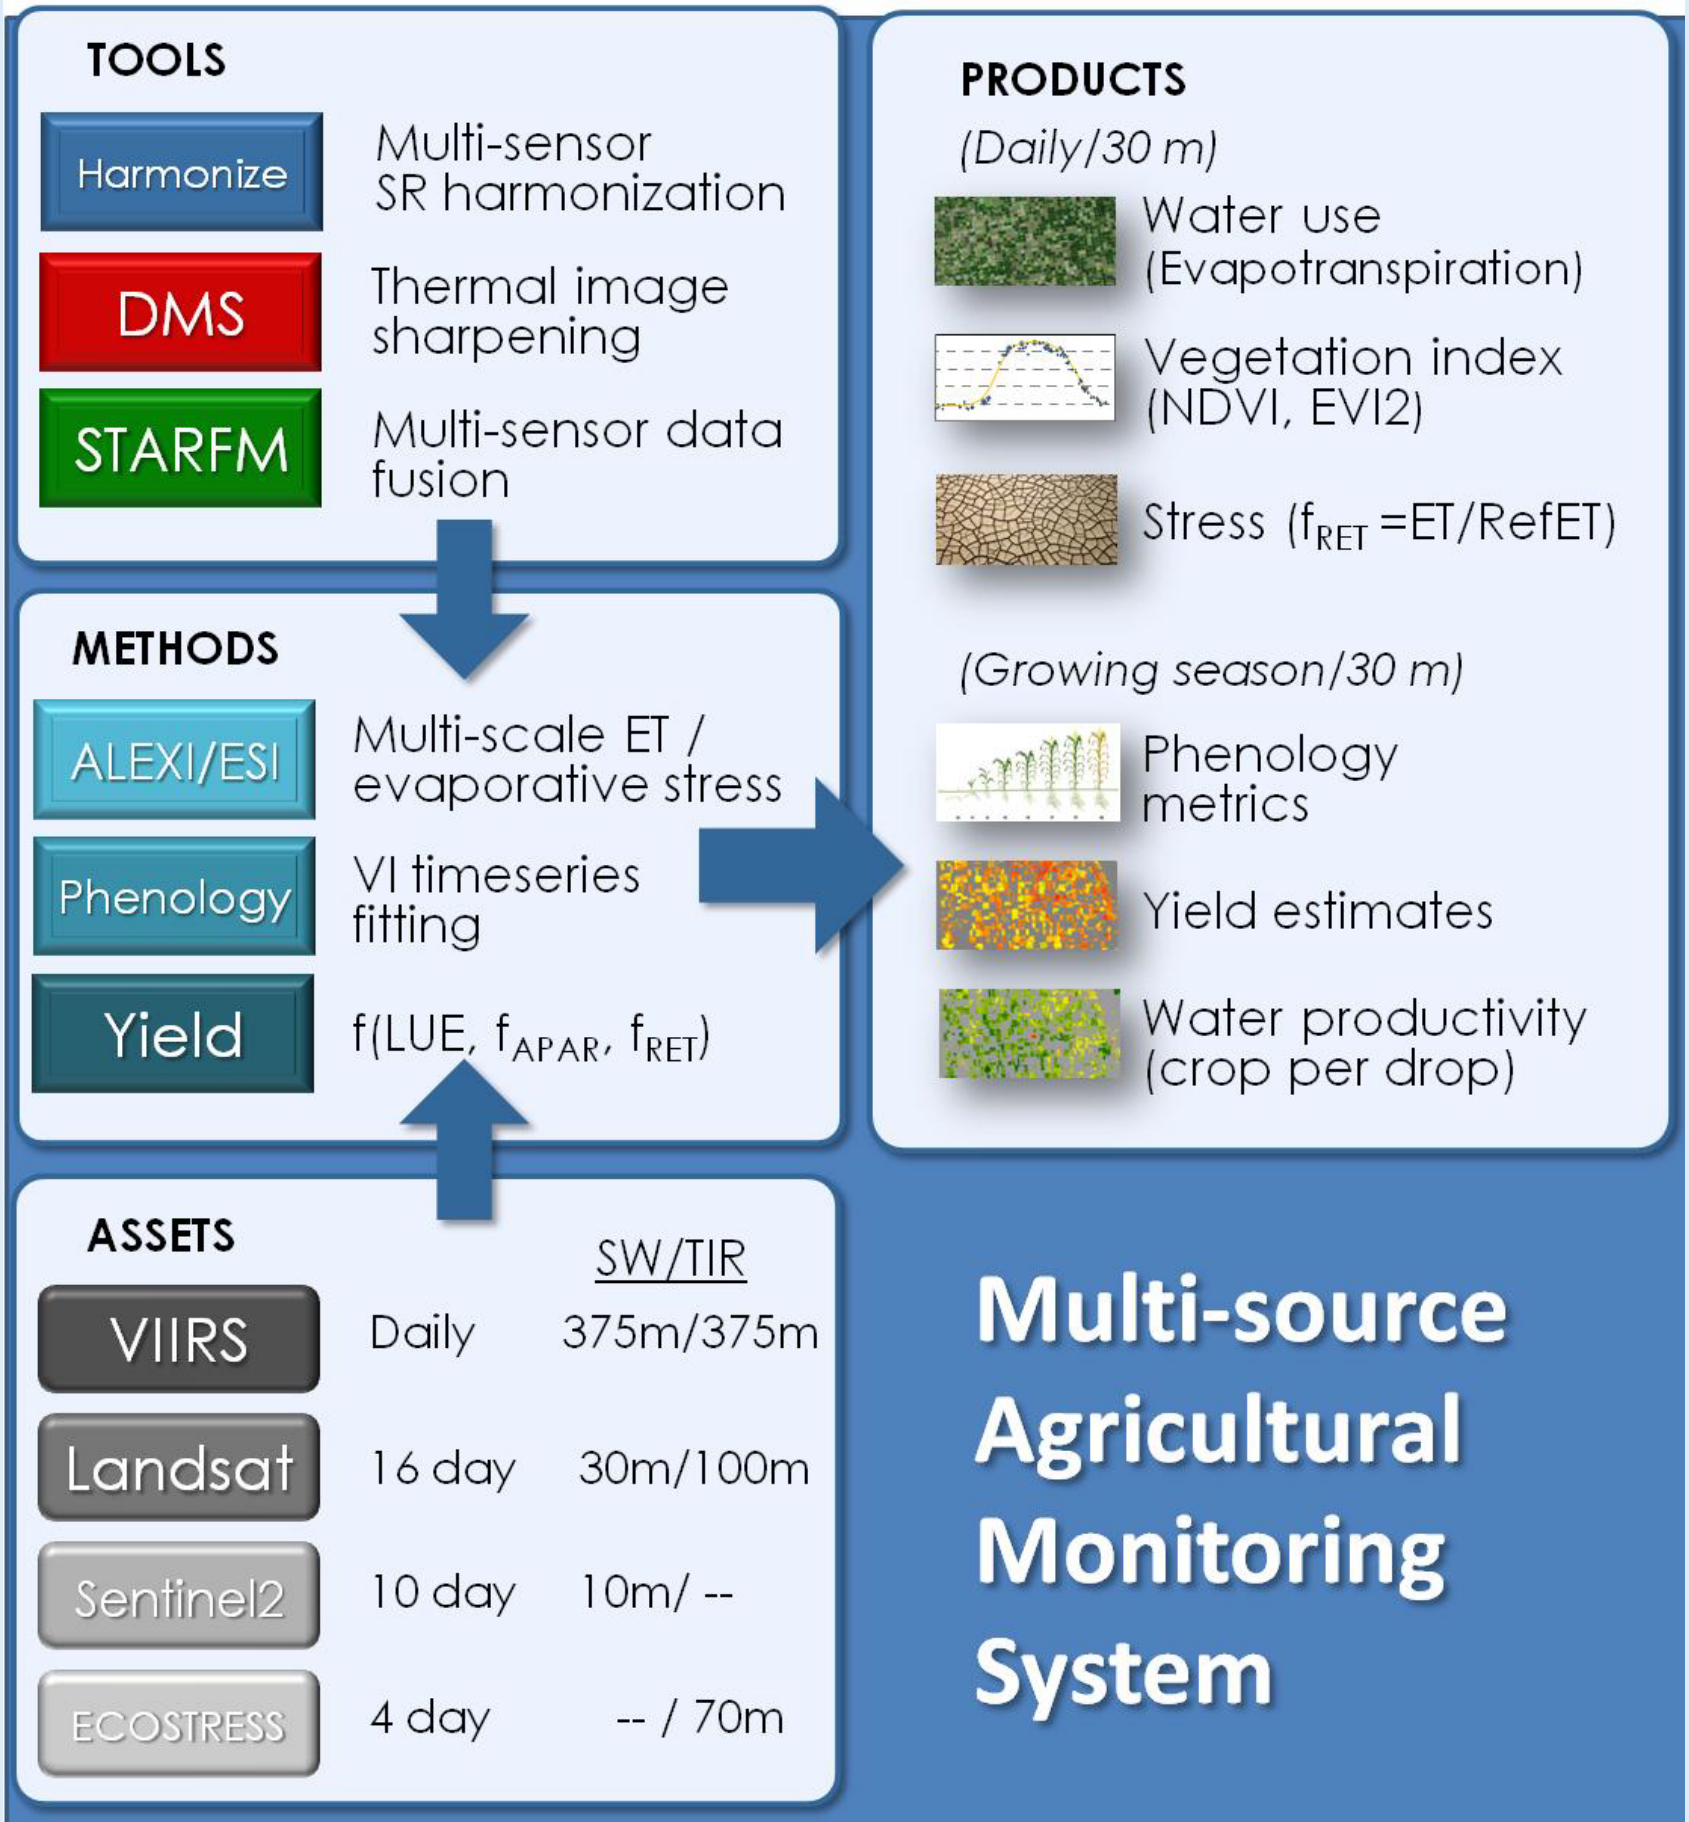 TOOLS
Harmonize
Multi-sensor
SR harmonization
DMS
Thermal image
sharpening
STARFM
Multi-sensor data
fusion
METHODS
ALEXI/ESI
Multi-scale ET /
evaporative stress
Phenology
VI timeseries
fitting
Yield
f(LUE, fAPAR, fRET)
ASSETS
SW/TIR
VIIRS Daily 375m/375m
Landsat 16 day 30m/100m
Sentinel2 10 day 10m/ --
ECOSTRESS 4 day -- / 70m
PRODUCTS
(Daily/30 m)
Water use
(Evapotranspiration)
Vegetation index
(NDVI, EVI2)
Stress (fRET =ET/RefET)
(Growing season/30 m)
Phenology
metrics
Yield estimates
Water productivity
(crop per drop)
Multi-source
Agricultural
Monitoring
System